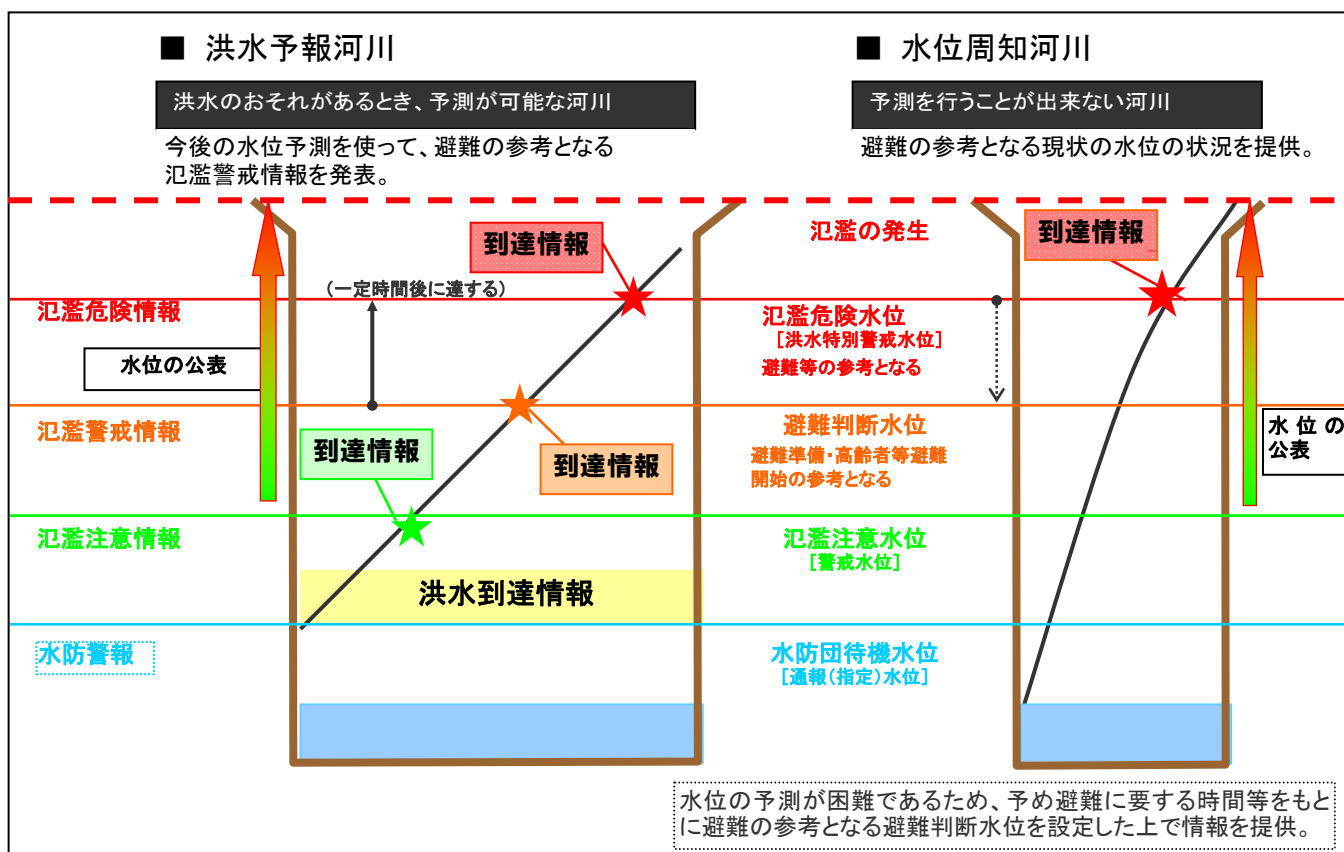 ■ 洪水予報河川
洪水のおそれがあるとき、予測が可能な河川
今後の水位予測を使って、避難の参考となる
氾濫警戒情報を発表。
■ 水位周知河川
予測を行うことが出来ない河川
避難の参考となる現状の水位の状況を提供。
到達情報
氾濫の発生
到達情報
(一定時間後に達する)
氾濫危険情報
氾濫危険水位
[洪水特別警戒水位]
避難等の参考となる
水位の公表
氾濫警戒情報
到達情報
到達情報
避難判断水位
避難準備・高齢者等避難
開始の参考となる
水位の
公表
氾濫注意情報
氾濫注意水位
[警戒水位]
洪水到達情報
水防警報
水防団待機水位
[通報(指定)水位]
水位の予測が困難であるため、予め避難に要する時間等をもと
に避難の参考となる避難判断水位を設定した上で情報を提供。